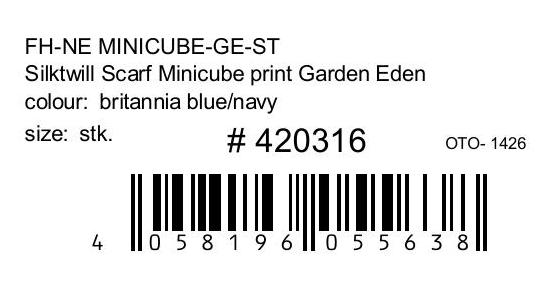 FH-NE MINICUBE-GE-ST
Silktwill Scarf Minicube print Garden Eden
colour: britannia blue/navy
size: stk.
# 420316
OTO- 1426
4 058196 055638